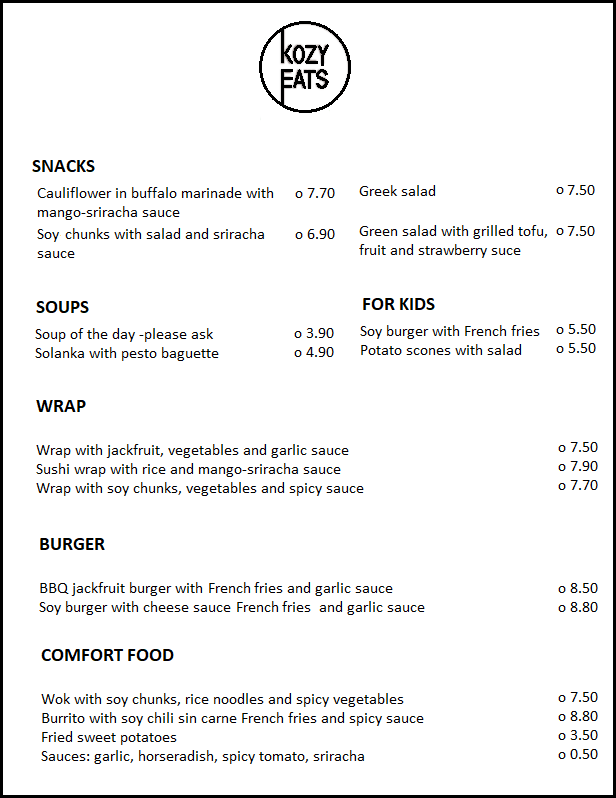 KOZY
EATS
SNACKS
Cauliflower in buffalo marinade with o 7.70
mango-sriracha sauce
Soy chunks with salad and sriracha o 6.90
sauce
Greek salad o 7.50
Green salad with grilled tofu, o 7.50
fruit and strawberry suce
SOUPS
Soup of the day -please ask o 3.90
Solanka with pesto baguette o 4.90
FOR KIDS
Soy burger with French fries o 5.50
Potato scones with salad o 5.50
WRAP
Wrap with jackfruit, vegetables and garlic sauce o 7.50
Sushi wrap with rice and mango-sriracha sauce o 7.90
Wrap with soy chunks, vegetables and spicy sauce o 7.70
BURGER
BBQ jackfruit burger with French fries and garlic sauce o 8.50
Soy burger with cheese sauce French fries  and garlic sauce o 8.80
COMFORT FOOD
Wok with soy chunks, rice noodles and spicy vegetables o 7.50
Burrito with soy chili sin carne French fries and spicy sauce o 8.80
Fried sweet potatoes o 3.50
Sauces: garlic, horseradish, spicy tomato, sriracha o 0.50